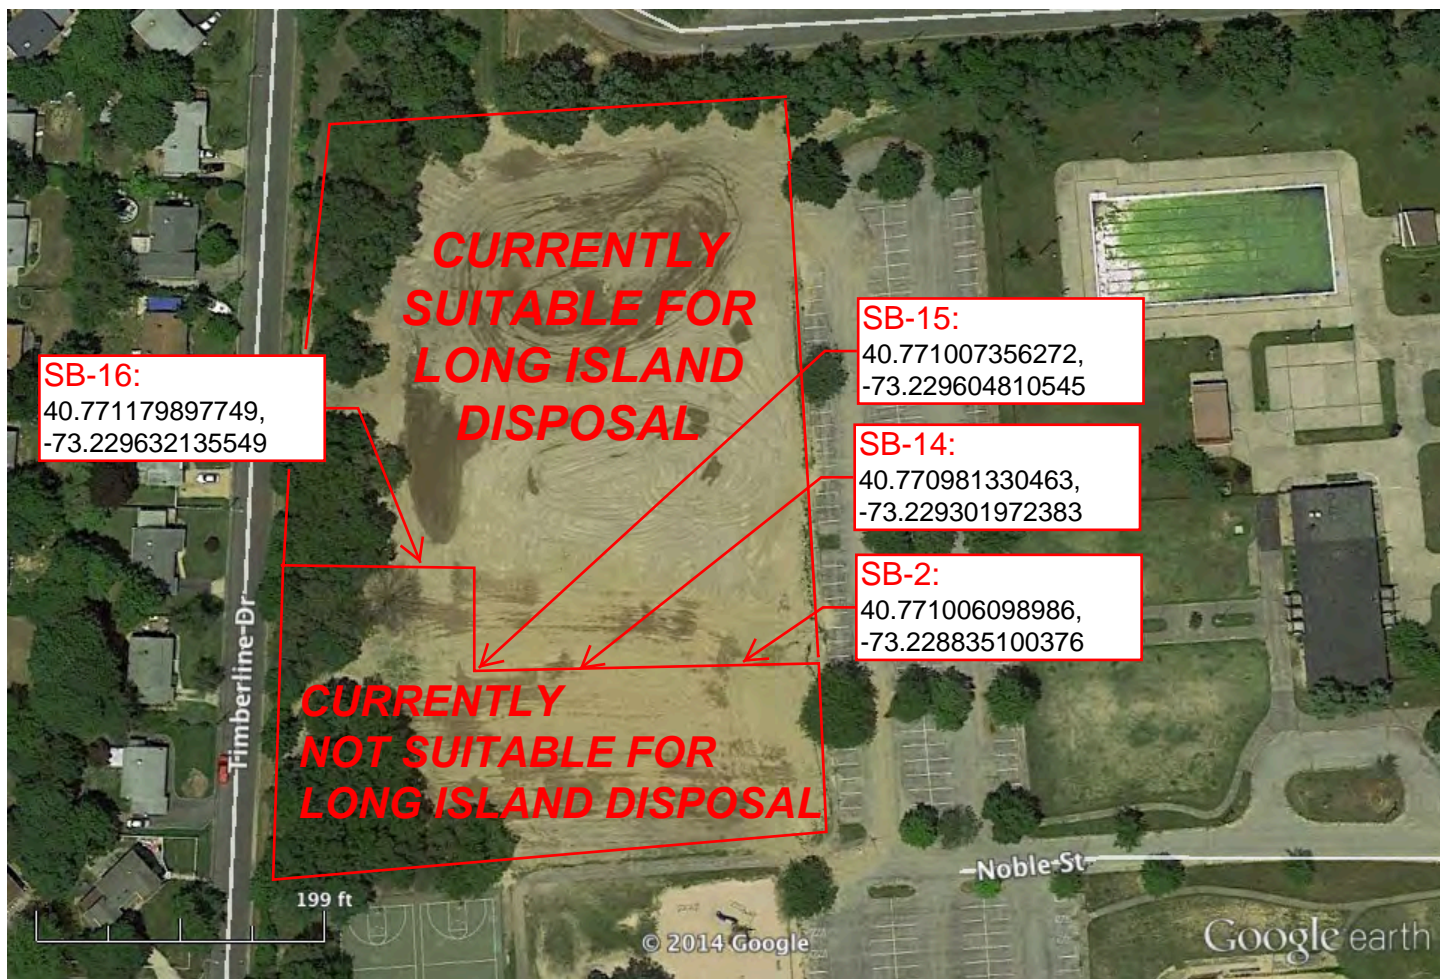 CURRENTLY
SUITABLE FOR
LONG ISLAND
DISPOSAL
SB-16:
40.771179897749,
-73.229632135549
SB-15:
40.771007356272,
-73.229604810545
SB-14:
40.770981330463,
-73.229301972383
SB-2:
40.771006098986,
-73.228835100376
CURRENTLY
NOT SUITABLE FOR
LONG ISLAND DISPOSAL
Timberline Dr
Noble St
199 ft
© 2014 Google
Google earth